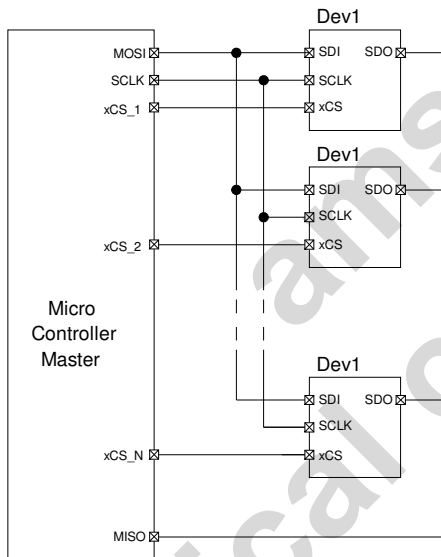 Dev1
MOSI
SDI
SDO
SCLK
SCLK
xCS_1
xCS
Dev1
SDI
SDO
SCLK
xCS_2
xCS
Micro
Controller
Master
Dev1
SDI
SDO
SCLK
xCS_N
xCS
MISO
ams